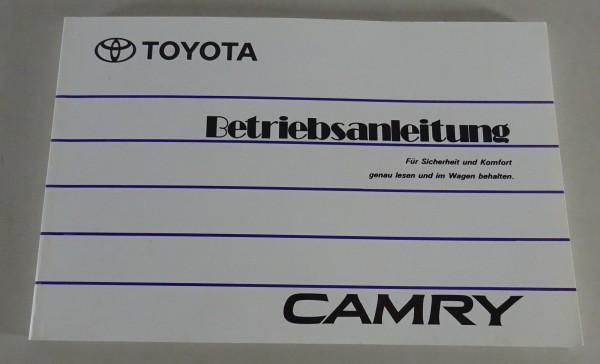 TOYOTA
Betriebsanleitung
Für Sicherheit und Komfort
genau lesen und im Wagen behalten.
CAMRY